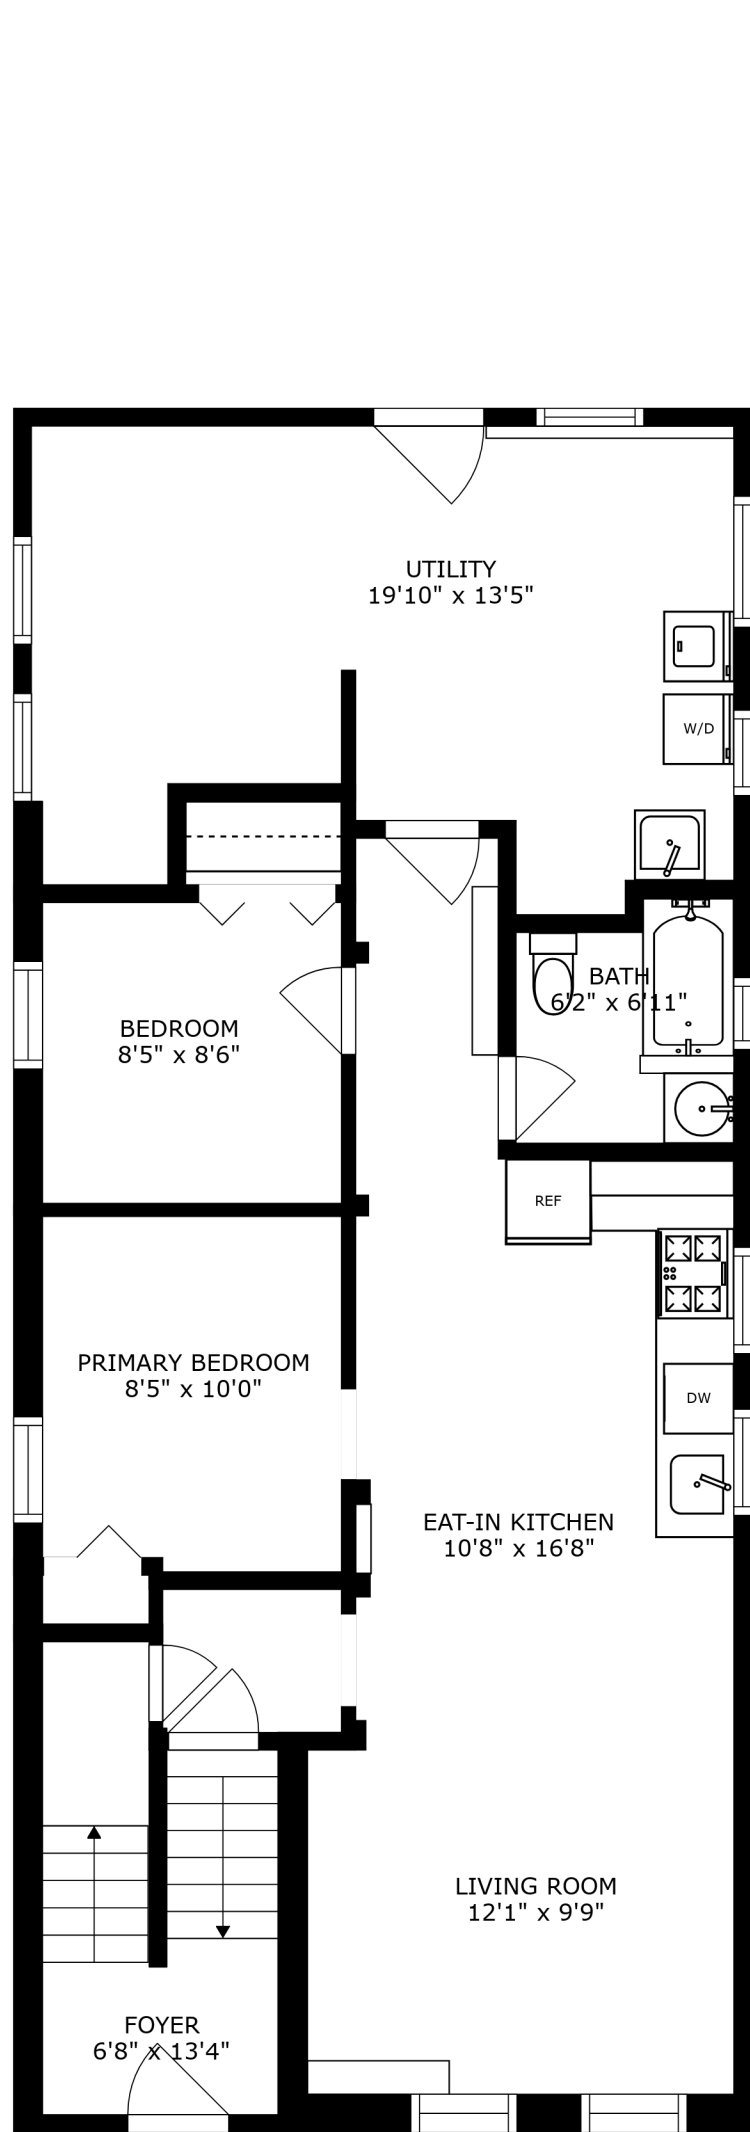 UTILITY
19'10" x 13'5"
W/D
BATH
6'2" x 6'11"
BEDROOM
8'5" x 8'6"
REF
PRIMARY BEDROOM
8'5" x 10'0"
DW
EAT-IN KITCHEN
10'8" x 16'8"
LIVING ROOM
12'1" x 9'9"
FOYER
6'8" x 13'4"